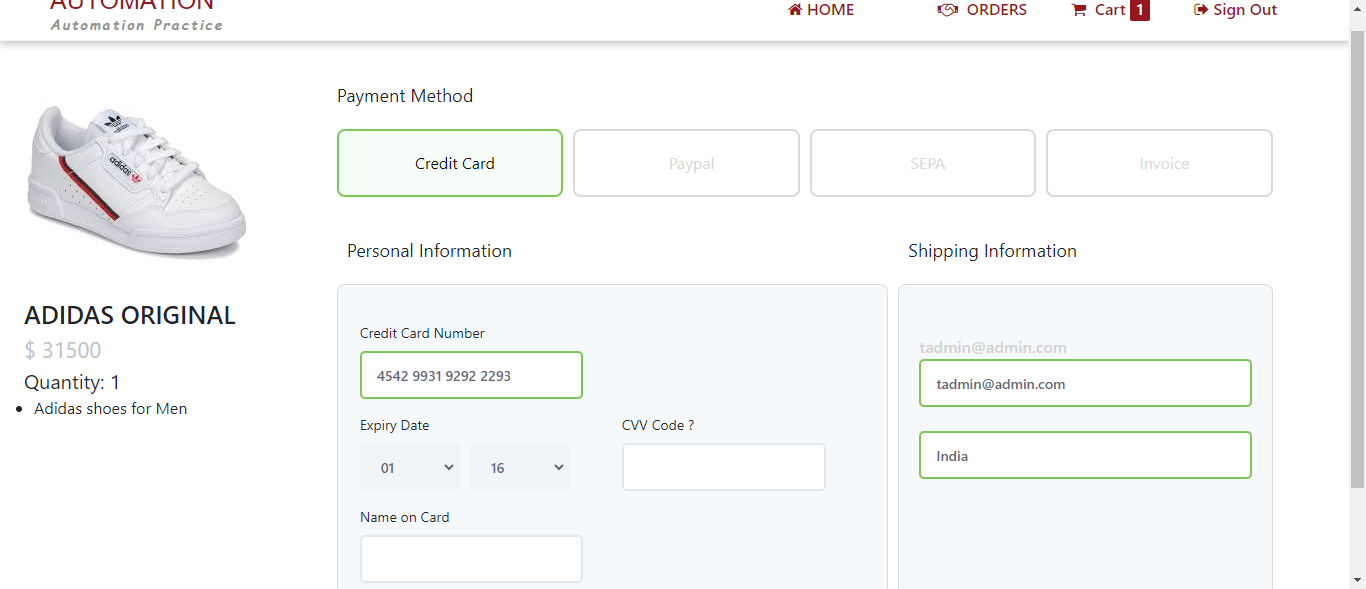 AUTOMATION
Automation Practice
HOME
ORDERS
Cart 1
Sign Out
adidas
adidas
ADIDAS ORIGINAL
$ 31500
Quantity: 1
Adidas shoes for Men
Payment Method
Credit Card
Paypal
SEPA
Invoice
Personal Information
Credit Card Number
4542 9931 9292 2293
Expiry Date
CVV Code ?
01
16
Name on Card
Shipping Information
tadmin@admin.com
tadmin@admin.com
India